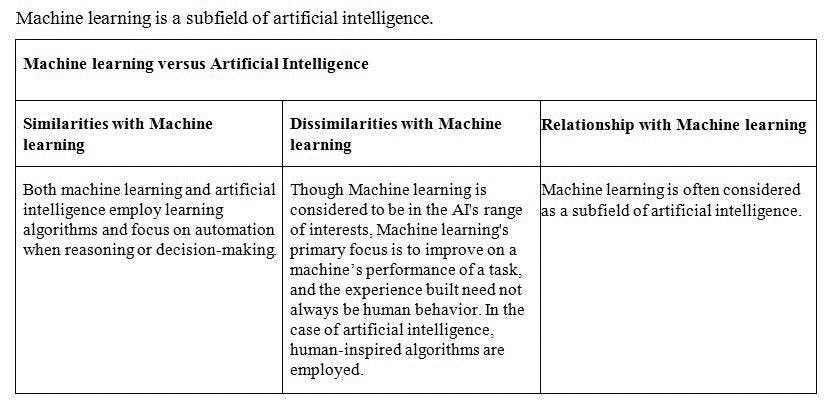 Machine learning is a subfield of artificial intelligence.
Machine learning versus Artificial Intelligence
Similarities with Machine
learning
Dissimilarities with Machine
learning
Relationship with Machine learning
Both machine learning and artificial
intelligence employ learning
algorithms and focus on automation
when reasoning or decision-making.
Though Machine learning is
considered to be in the AI's range
of interests, Machine learning's
primary focus is to improve on a
machine's performance of a task,
and the experience built need not
always be human behavior. In the
case of artificial intelligence,
human-inspired algorithms are
employed.
Machine learning is often considered
as a subfield of artificial intelligence.